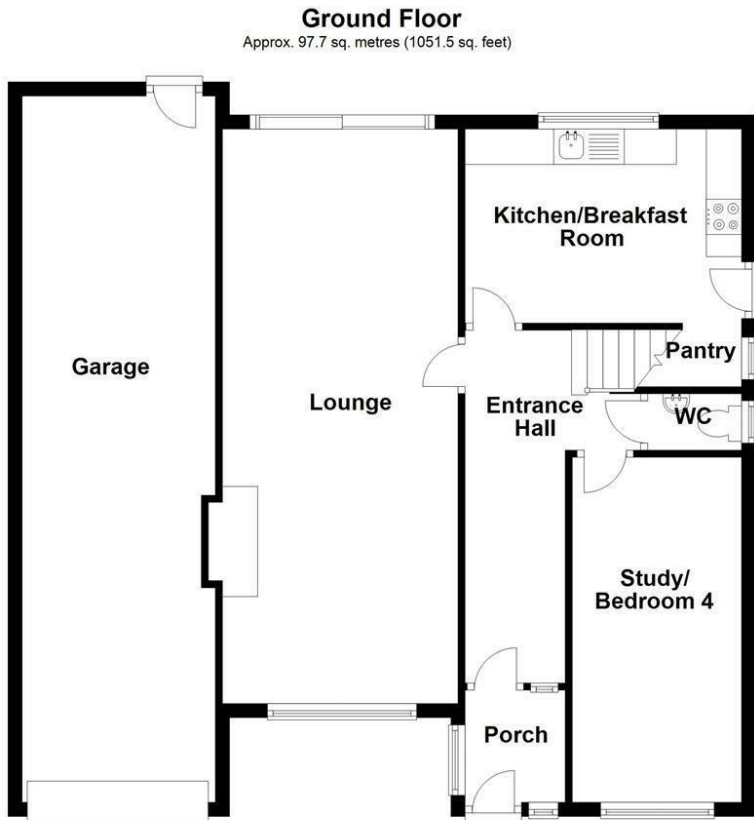 Ground Floor
Approx. 97.7 sq. metres (1051.5 sq. feet)
Kitchen/Breakfast
Room
Garage
Lounge
Pantry
Entrance
Hall
WC
Study/
Bedroom 4
Porch